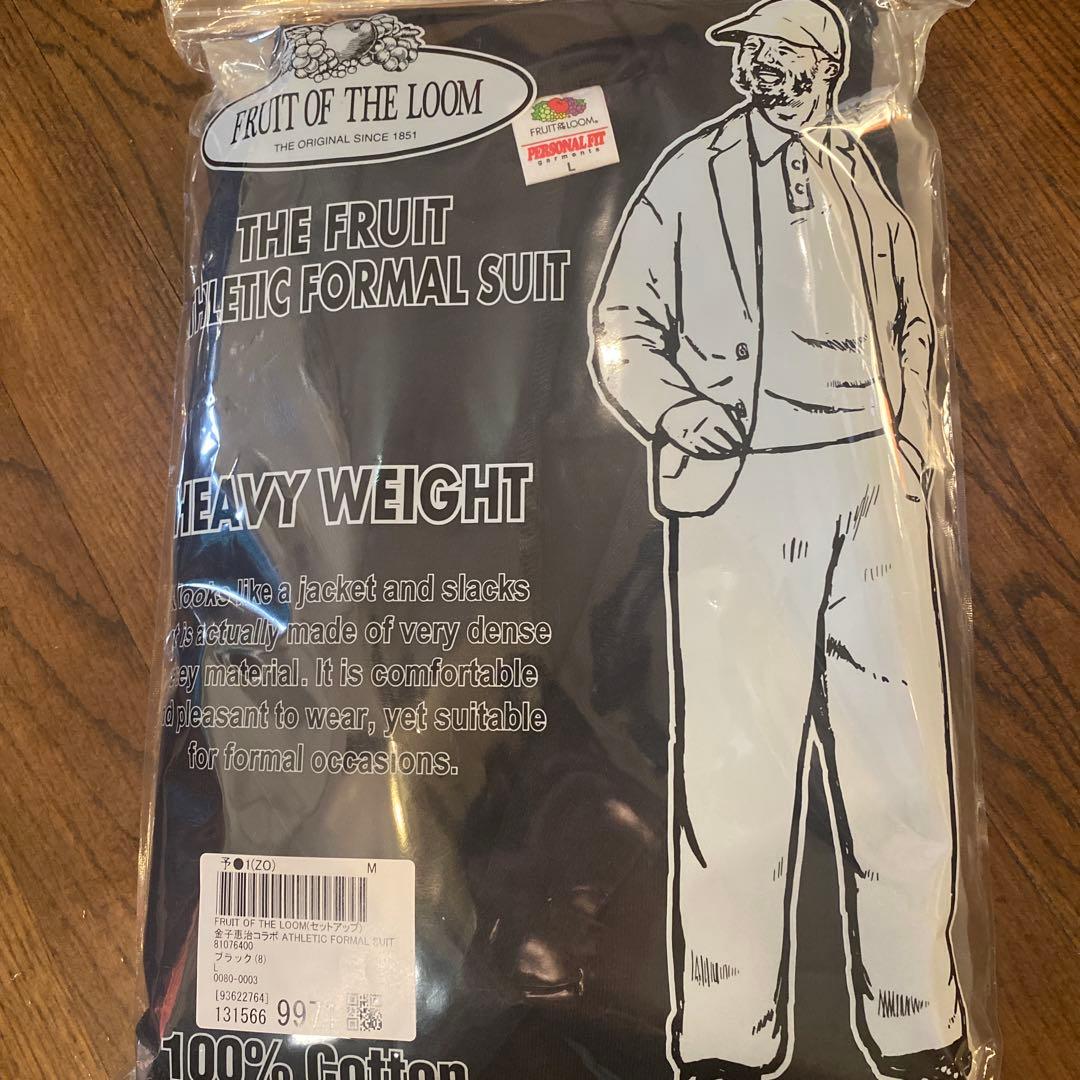 FRUIT OF THE LOOM
THE ORIGINAL SINCE 1851
FRUIT OF THE LOOM®
PERSONAL FIT
garments
L
THE FRUIT
THLETIC FORMAL SUIT
HEAVY WEIGHT
looks like a jacket and slacks
is actually made of very dense
material. It is comfortable
pleasant to wear, yet suitable
for formal occasions.
予●1(ZO) M
FRUIT OF THE LOOM(セットアップ)
金子恵治コラボ ATHLETIC FORMAL SUIT
81076400
ブラック(8)
L
0080-0003
[93622764]
131566 997
100% Cotton